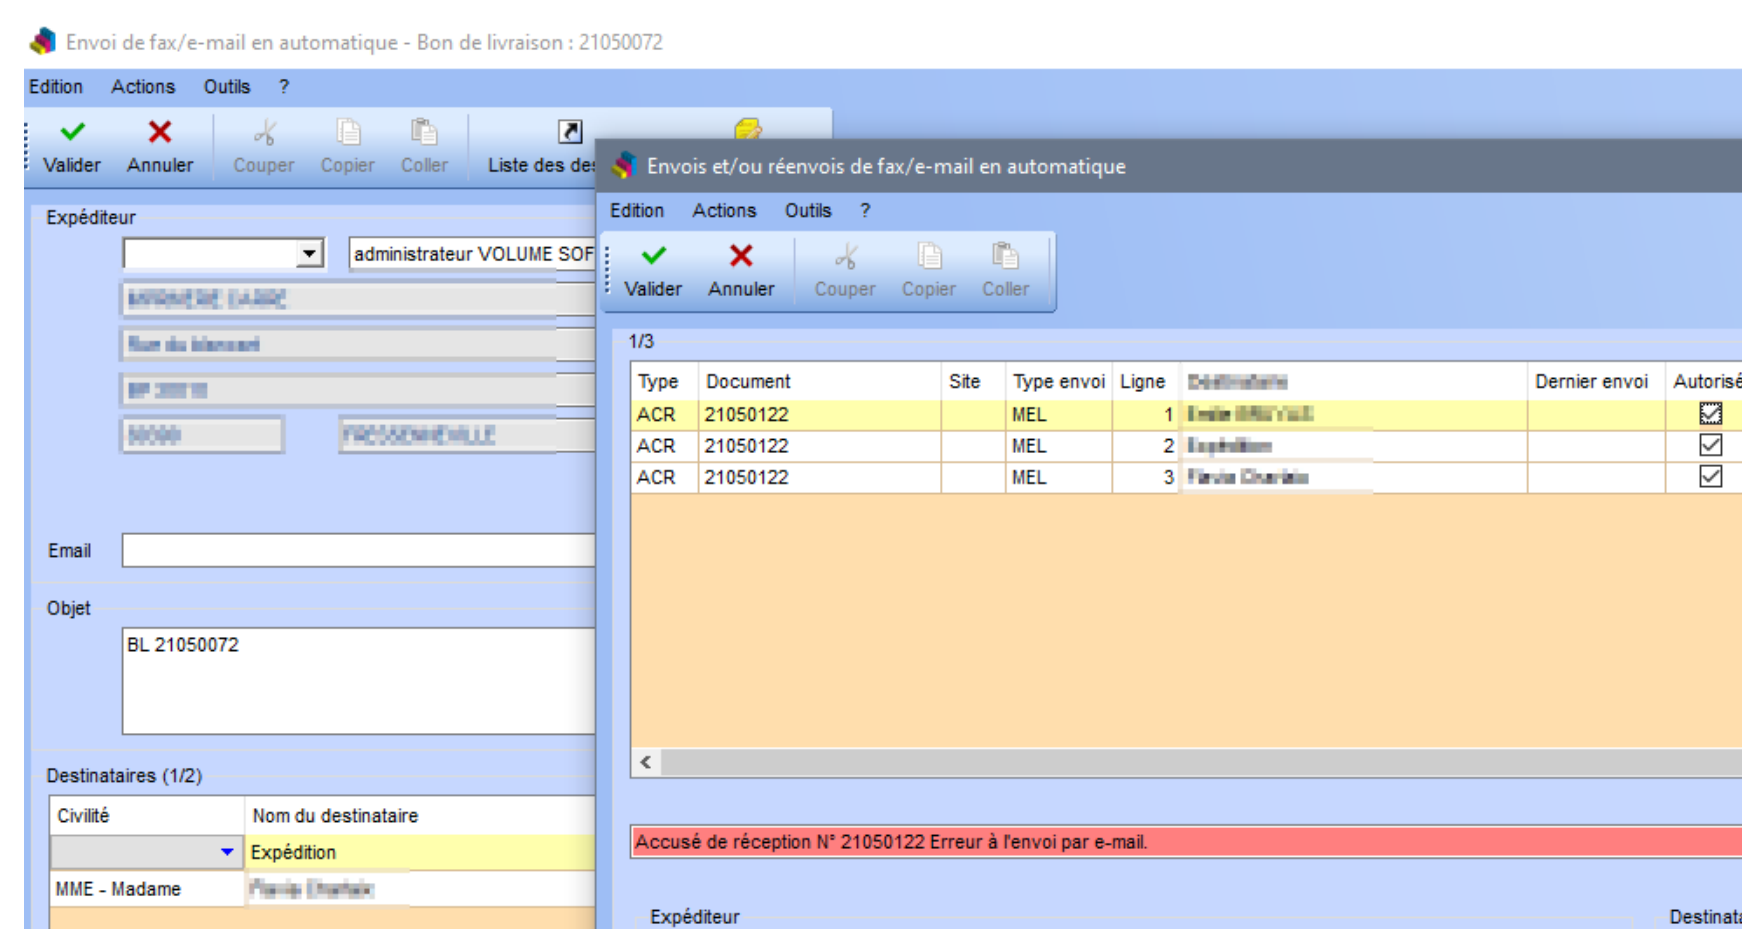 Envoi de fax/e-mail en automatique - Bon de livraison : 21050072
Edition Actions Outils ?
Valider Annuler Couper Copier Coller Liste des des
Expéditeur
administrateur VOLUME SOF
Email
Objet
BL 21050072
Destinataires (1/2)
Civilité Nom du destinataire
Expédition
MME - Madame
Envois et/ou réenvois de fax/e-mail en automatique
Edition Actions Outils ?
Valider Annuler Couper Copier Coller
1/3
Type Document Site Type envoi Ligne Dernier envoi Autorisé
ACR 21050122 MEL 1
ACR 21050122 MEL 2
ACR 21050122 MEL 3
Accusé de réception N° 21050122 Erreur à l'envoi par e-mail.
Expéditeur Destinata